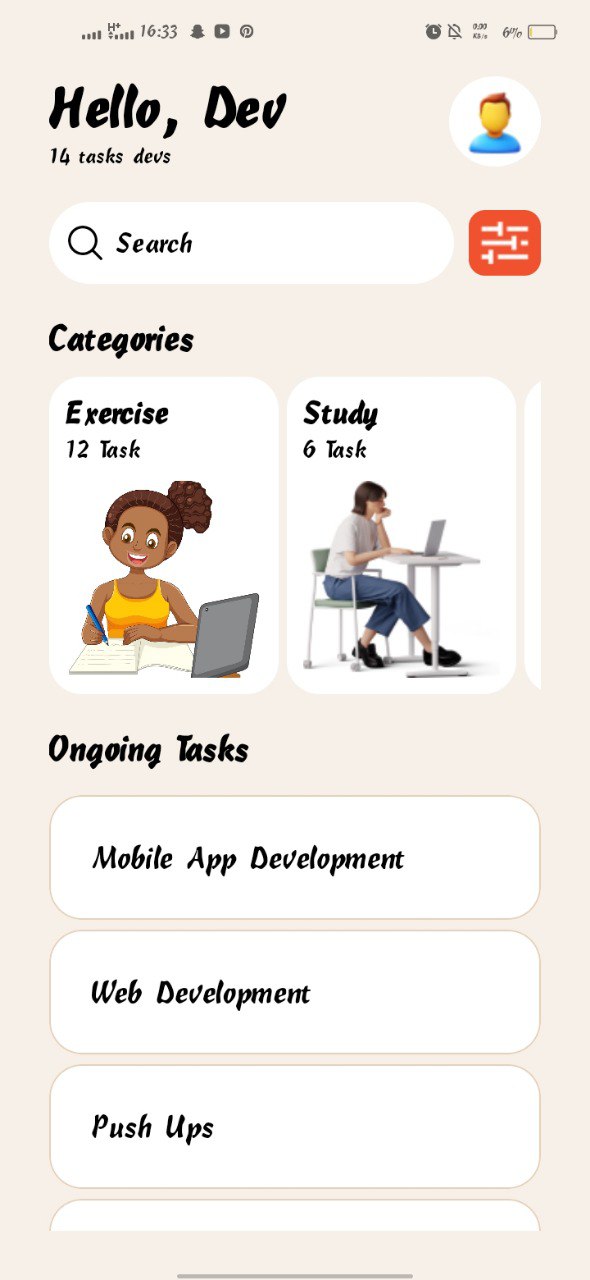 H+ 16:33 0:00 KB/s 6%
Hello, Dev
14 tasks devs
Search
Categories
Exercise
12 Task
Study
6 Task
Ongoing Tasks
Mobile App Development
Web Development
Push Ups